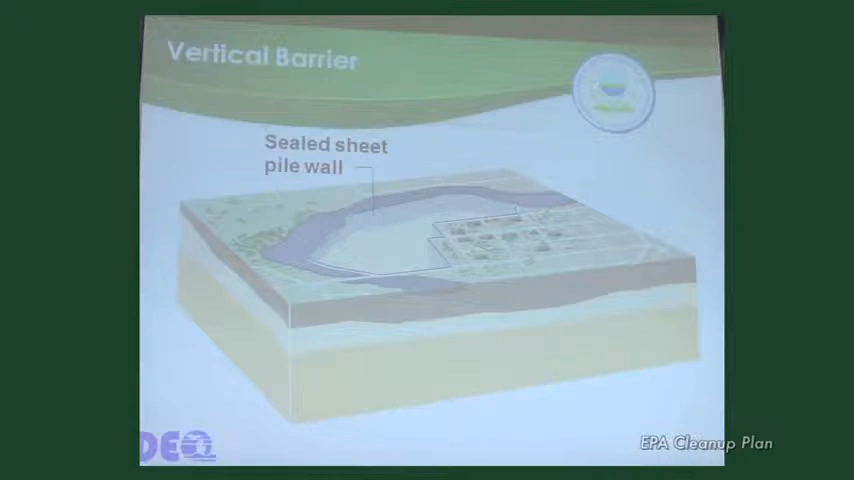 Vertical Barrier
Sealed sheet
pile wall
DEQ
EPA Cleanup Plan